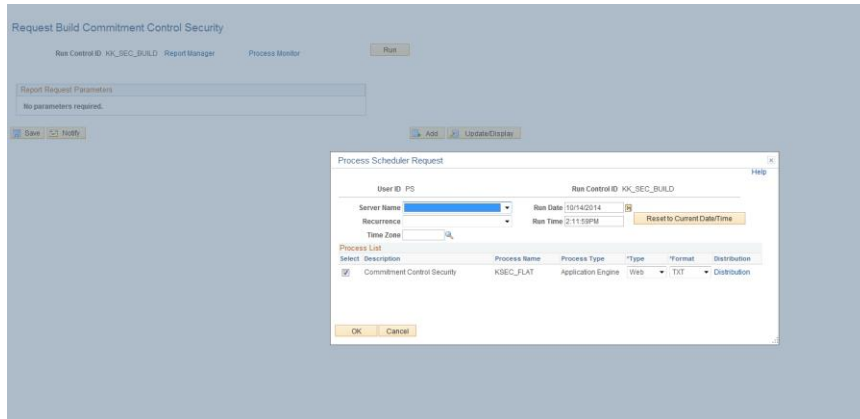 Request Build Commitment Control Security
Run Control ID KK_SEC_BUILD Report Manager Process Monitor Run
Report Request Parameters
No parameters required.
Save Notify Add Update/Display
Process Scheduler Request
Help
User ID PS Run Control ID KK_SEC_BUILD
Server Name Run Date 10/14/2014
Recurrence Run Time 2:11:59PM Reset to Current Date/Time
Time Zone
Process List
Select Description Process Name Process Type *Type *Format Distribution
Commitment Control Security KSEC_FLAT Application Engine Web TXT Distribution
OK Cancel